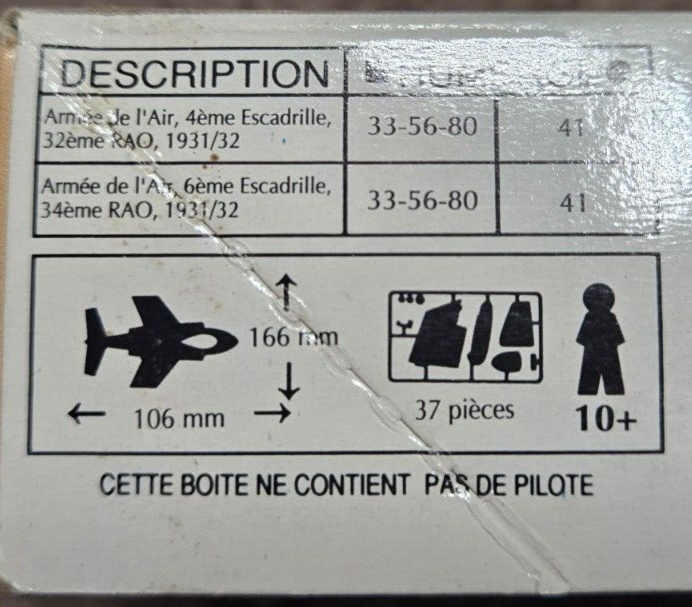 DESCRIPTION
Armée de l'Air, 4ème Escadrille, 33-56-80 41
32ème RAO, 1931/32
Armée de l'Air, 6ème Escadrille, 33-56-80 41
34ème RAO, 1931/32
166 mm
106 mm
37 pièces
10+
CETTE BOITE NE CONTIENT PAS DE PILOTE